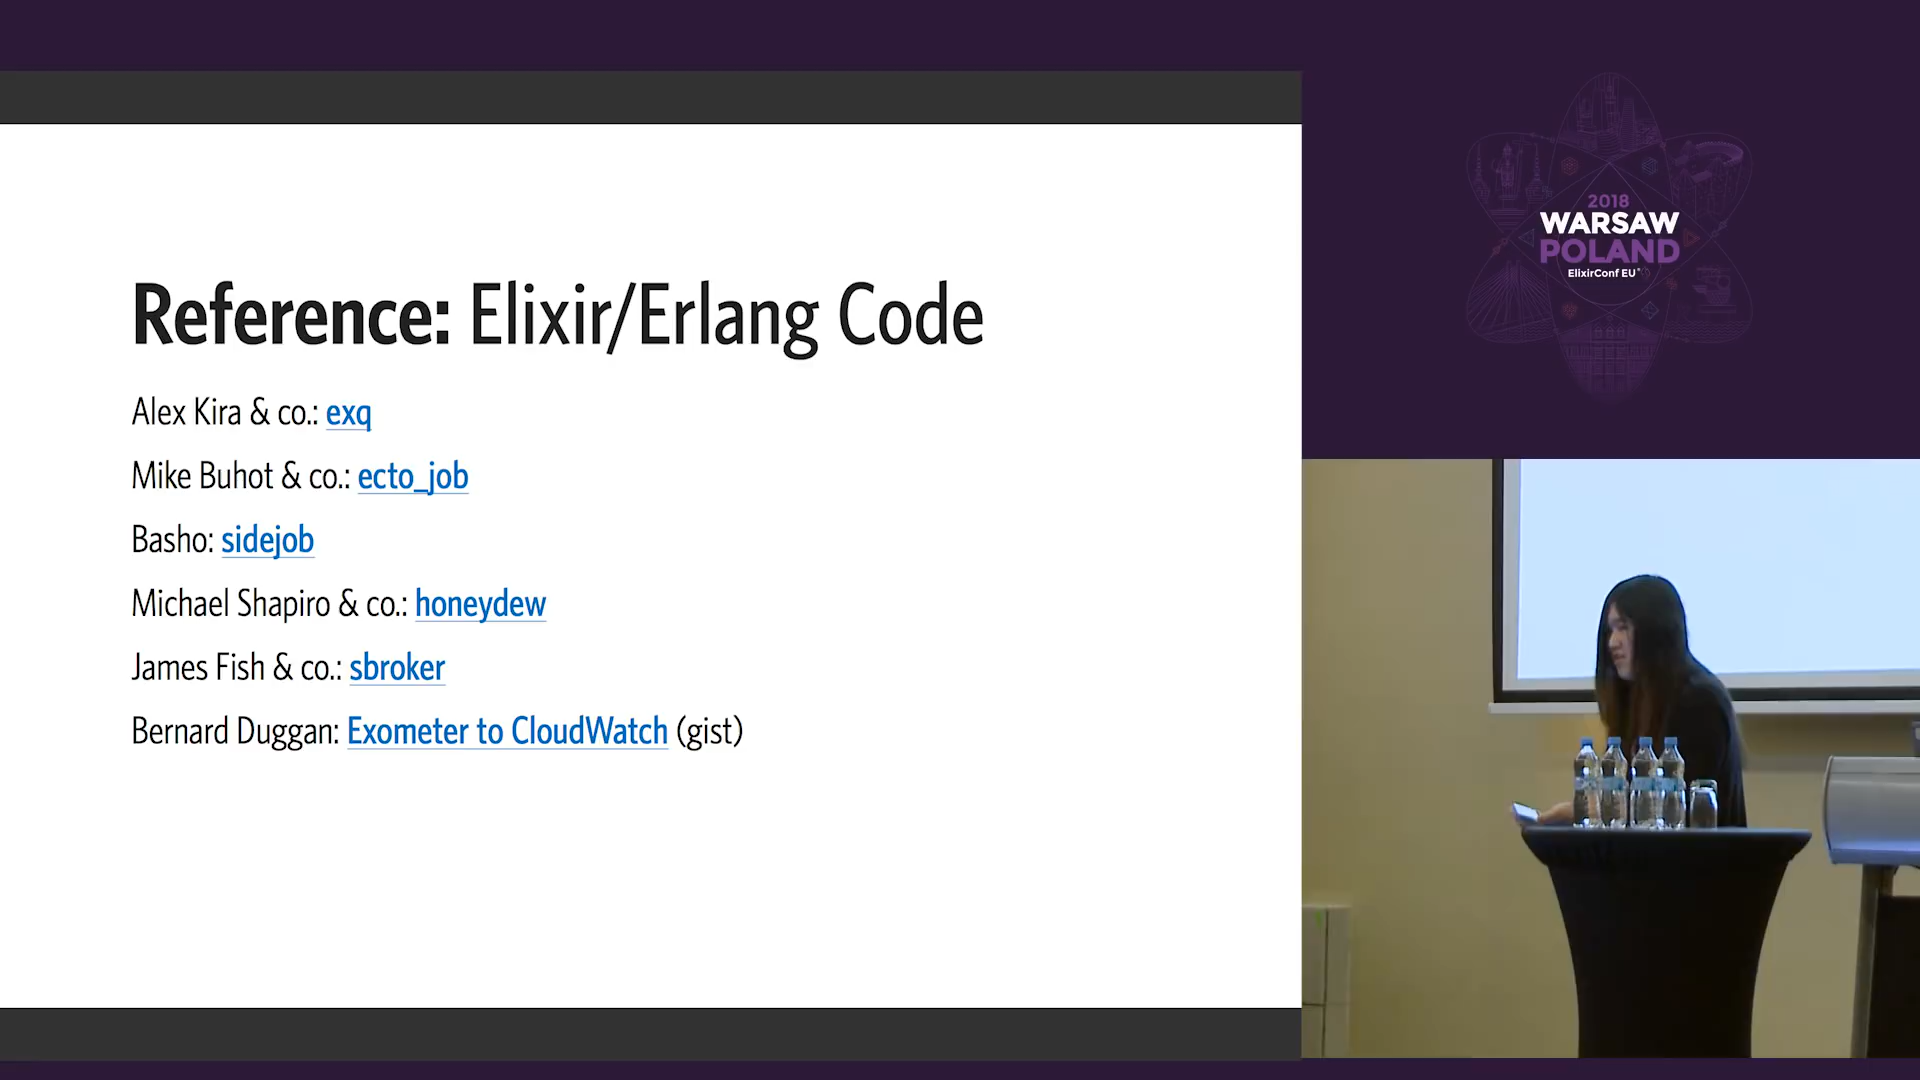 Reference: Elixir/Erlang Code
Alex Kira & co.: exq
Mike Buhot & co.: ecto_job
Basho: sidejob
Michael Shapiro & co.: honeydew
James Fish & co.: sbroker
Bernard Duggan: Exometer to CloudWatch (gist)
2018
WARSAW
POLAND
ElixirConf EU